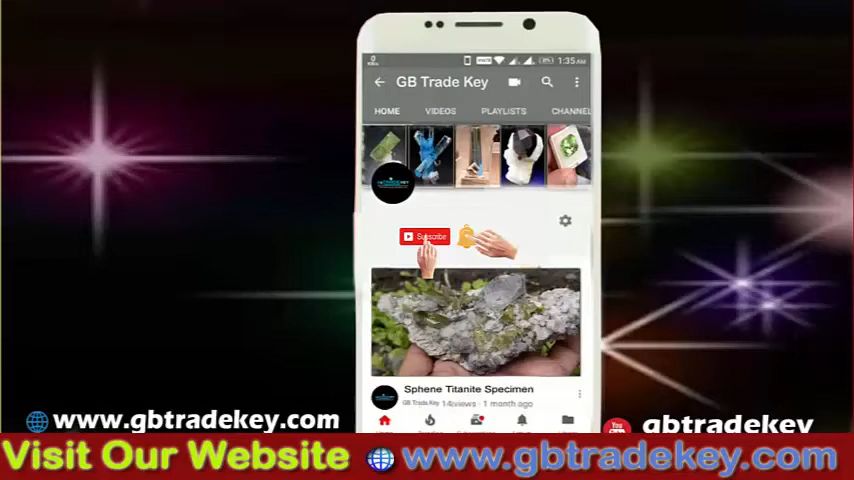 1:35 AM
GB Trade Key
HOME VIDEOS PLAYLISTS CHANNEL
Subscribe
Sphene Titanite Specimen
GB Trade Key 14views · 1 month ago
www.gbtradekey.com
gbtradekey
Visit Our Website www.gbtradekey.com